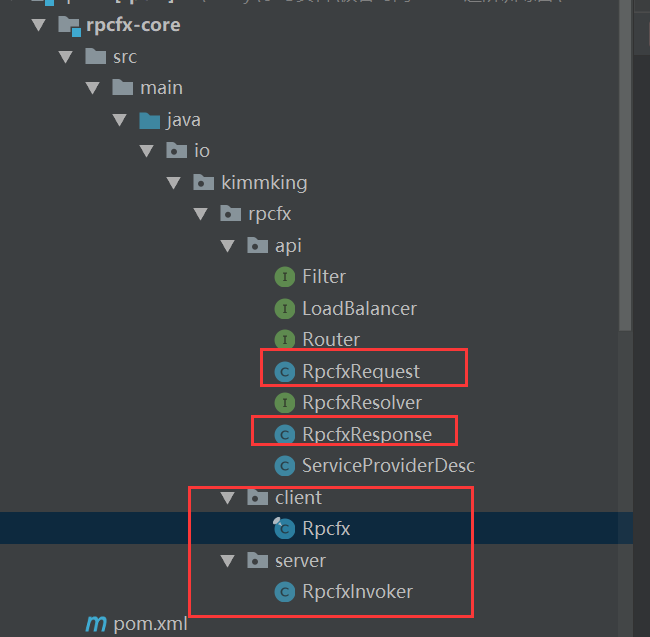 rpcfx-core
src
main
java
io
kimmking
rpcfx
api
Filter
LoadBalancer
Router
RpcfxRequest
RpcfxResolver
RpcfxResponse
ServiceProviderDesc
client
Rpcfx
server
RpcfxInvoker
pom.xml